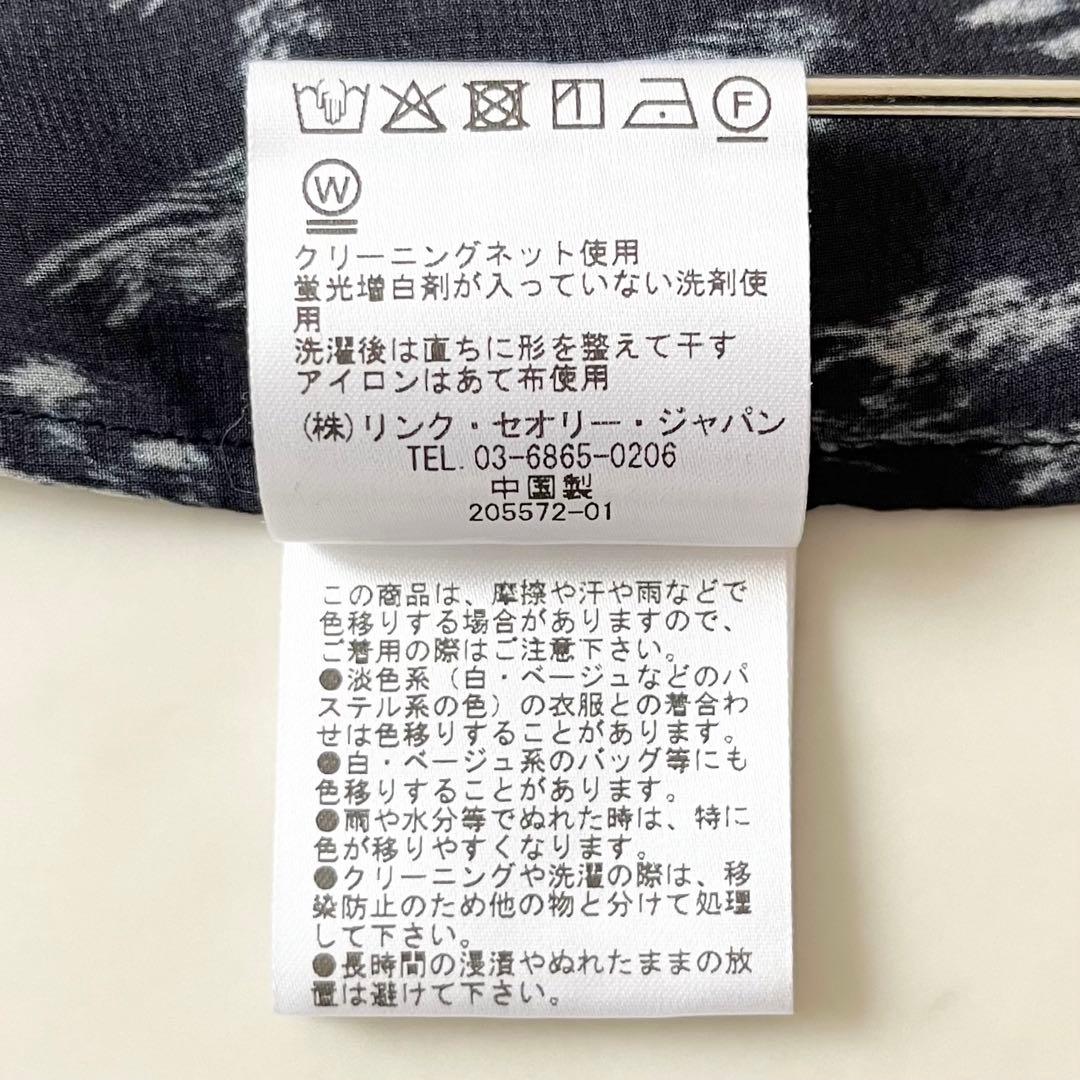 F
W
クリーニングネット使用
蛍光増白剤が入っていない洗剤使
用
洗濯後は直ちに形を整えて干す
アイロンはあて布使用
(株)リンク・セオリー・ジャパン
TEL. 03-6865-0206
中国製
205572-01
この商品は、摩擦や汗や雨などで
色移りする場合がありますので、
ご着用の際はご注意下さい。
●淡色系（白・ベージュなどのパ
ステル系の色）の衣服との着合わ
せは色移りすることがあります。
●白・ベージュ系のバッグ等にも
色移りすることがあります。
●雨や水分等でぬれた時は、特に
色が移りやすくなります。
●クリーニングや洗濯の際は、移
染防止のため他の物と分けて処理
して下さい。
●長時間の浸漬やぬれたままの放
置は避けて下さい。